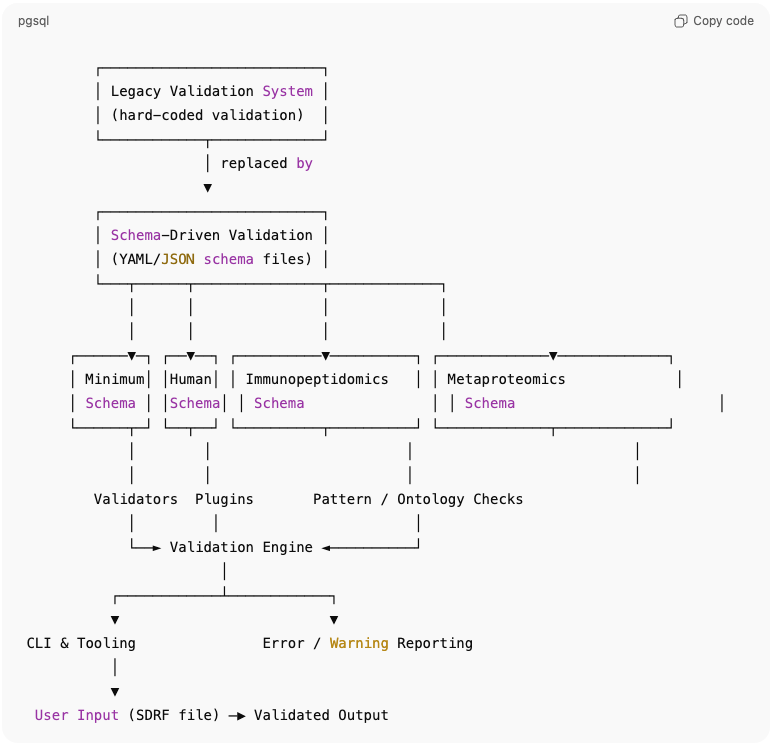 pgsql
Copy code
Legacy Validation System
(hard-coded validation)
replaced by
Schema-Driven Validation
(YAML/JSON schema files)
Minimum Human Immunopeptidomics Metaproteomics
Schema Schema Schema Schema
Validators Plugins Pattern / Ontology Checks
Validation Engine
CLI & Tooling Error / Warning Reporting
User Input (SDRF file) → Validated Output